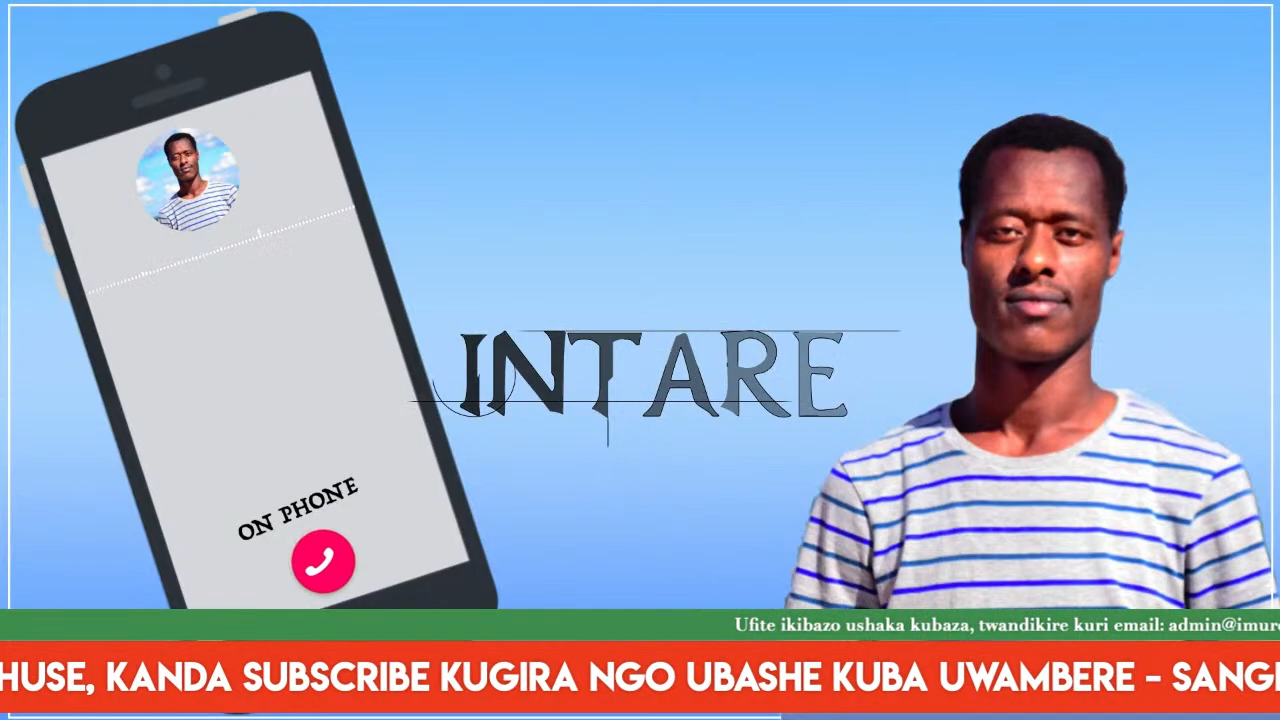 INTARE
ON PHONE
Ufite ikibazo ushaka kubaza, twandikire kuri email: admin@imur
HUSE, KANDA SUBSCRIBE KUGIRA NGO UBASHE KUBA UWAMBERE - SANG